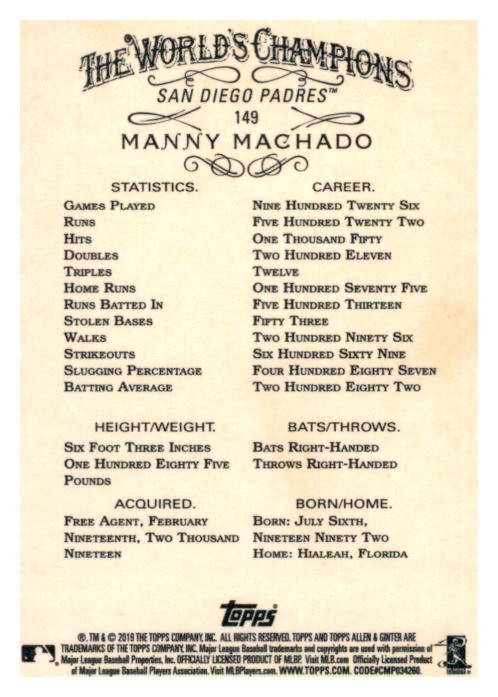 THE WORLD'S CHAMPIONS
SAN DIEGO PADRES™
149
MANNY MACHADO
STATISTICS. CAREER.
GAMES PLAYED NINE HUNDRED TWENTY SIX
RUNS FIVE HUNDRED TWENTY TWO
HITS ONE THOUSAND FIFTY
DOUBLES TWO HUNDRED ELEVEN
TRIPLES TWELVE
HOME RUNS ONE HUNDRED SEVENTY FIVE
RUNS BATTED IN FIVE HUNDRED THIRTEEN
STOLEN BASES FIFTY THREE
WALKS TWO HUNDRED NINETY SIX
STRIKEOUTS SIX HUNDRED SIXTY NINE
SLUGGING PERCENTAGE FOUR HUNDRED EIGHTY SEVEN
BATTING AVERAGE TWO HUNDRED EIGHTY TWO
HEIGHT/WEIGHT. BATS/THROWS.
SIX FOOT THREE INCHES BATS RIGHT-HANDED
ONE HUNDRED EIGHTY FIVE THROWS RIGHT-HANDED
POUNDS
ACQUIRED. BORN/HOME.
FREE AGENT, FEBRUARY BORN: JULY SIXTH,
NINETEENTH, TWO THOUSAND NINETEEN NINETY TWO
NINETEEN HOME: HIALEAH, FLORIDA
Topps
®, TM & © 2019 THE TOPPS COMPANY, INC. ALL RIGHTS RESERVED. TOPPS AND TOPPS ALLEN & GINTER ARE
TRADEMARKS OF THE TOPPS COMPANY, INC. Major League Baseball trademarks and copyrights are used with permission of
Major League Baseball Properties, Inc. OFFICIALLY LICENSED PRODUCT OF MLBP. Visit MLB.com Officially Licensed Product
of Major League Baseball Players Association. Visit MLBPlayers.com. WWW.TOPPS.COM. CODE#CMP034260.